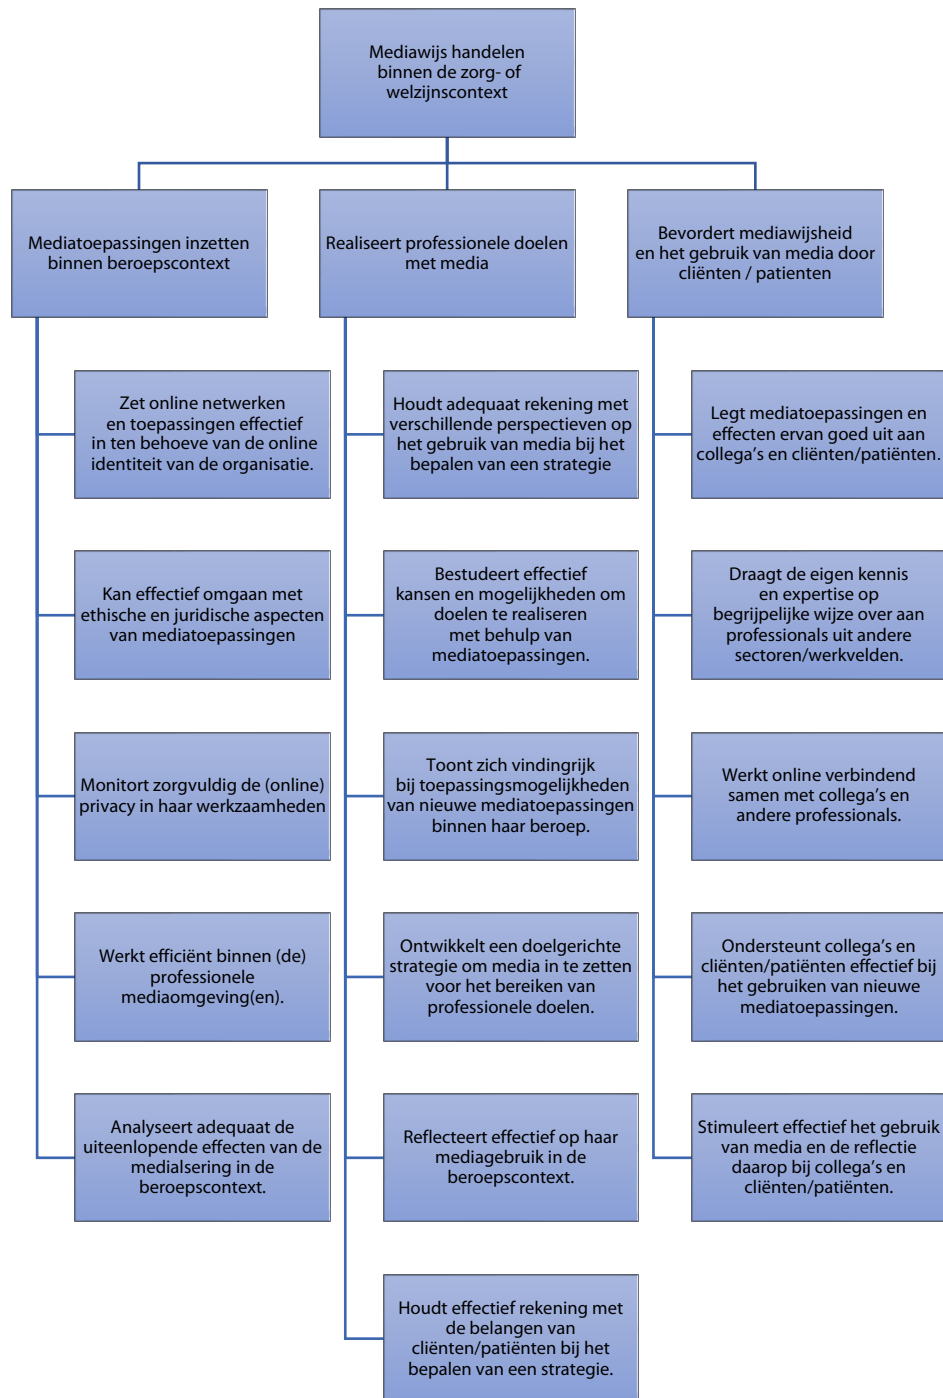 Mediawijs handelen
binnen de zorg- of
welzijnscontext
Mediatoepassingen inzetten
binnen beroepscontext
Zet online netwerken
en toepassingen effectief
in ten behoeve van de online
identiteit van de organisatie.
Kan effectief omgaan met
ethische en juridische aspecten
van mediatoepassingen
Monitort zorgvuldig de (online)
privacy in haar werkzaamheden
Werkt efficiënt binnen (de)
professionele
mediaomgeving(en).
Analyseert adequaat de
uiteenlopende effecten van de
medialsering in de
beroepscontext.
Realiseert professionele doelen
met media
Houdt adequaat rekening met
verschillende perspectieven op
het gebruik van media bij het
bepalen van een strategie
Bestudeert effectief
kansen en mogelijkheden om
doelen te realiseren
met behulp van
mediatoepassingen.
Toont zich vindingrijk
bij toepassingsmogelijkheden
van nieuwe mediatoepassingen
binnen haar beroep.
Ontwikkelt een doelgerichte
strategie om media in te zetten
voor het bereiken van
professionele doelen.
Reflecteert effectief op haar
mediagebruik in de
beroepscontext.
Houdt effectief rekening met
de belangen van
cliënten/patiënten bij het
bepalen van een strategie.
Bevordert mediawijsheid
en het gebruik van media door
cliënten / patienten
Legt mediatoepassingen en
effecten ervan goed uit aan
collega's en cliënten/patiënten.
Draagt de eigen kennis
en expertise op
begrijpelijke wijze over aan
professionals uit andere
sectoren/werkvelden.
Werkt online verbindend
samen met collega's en
andere professionals.
Ondersteunt collega's en
cliënten/patiënten effectief bij
het gebruiken van nieuwe
mediatoepassingen.
Stimuleert effectief het gebruik
van media en de reflectie
daarop bij collega's en
cliënten/patiënten.